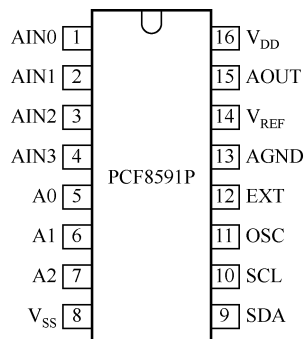 AIN0 1 16 VDD
AIN1 2 15 AOUT
AIN2 3 14 VREF
AIN3 4 13 AGND
PCF8591P
A0 5 12 EXT
A1 6 11 OSC
A2 7 10 SCL
VSS 8 9 SDA